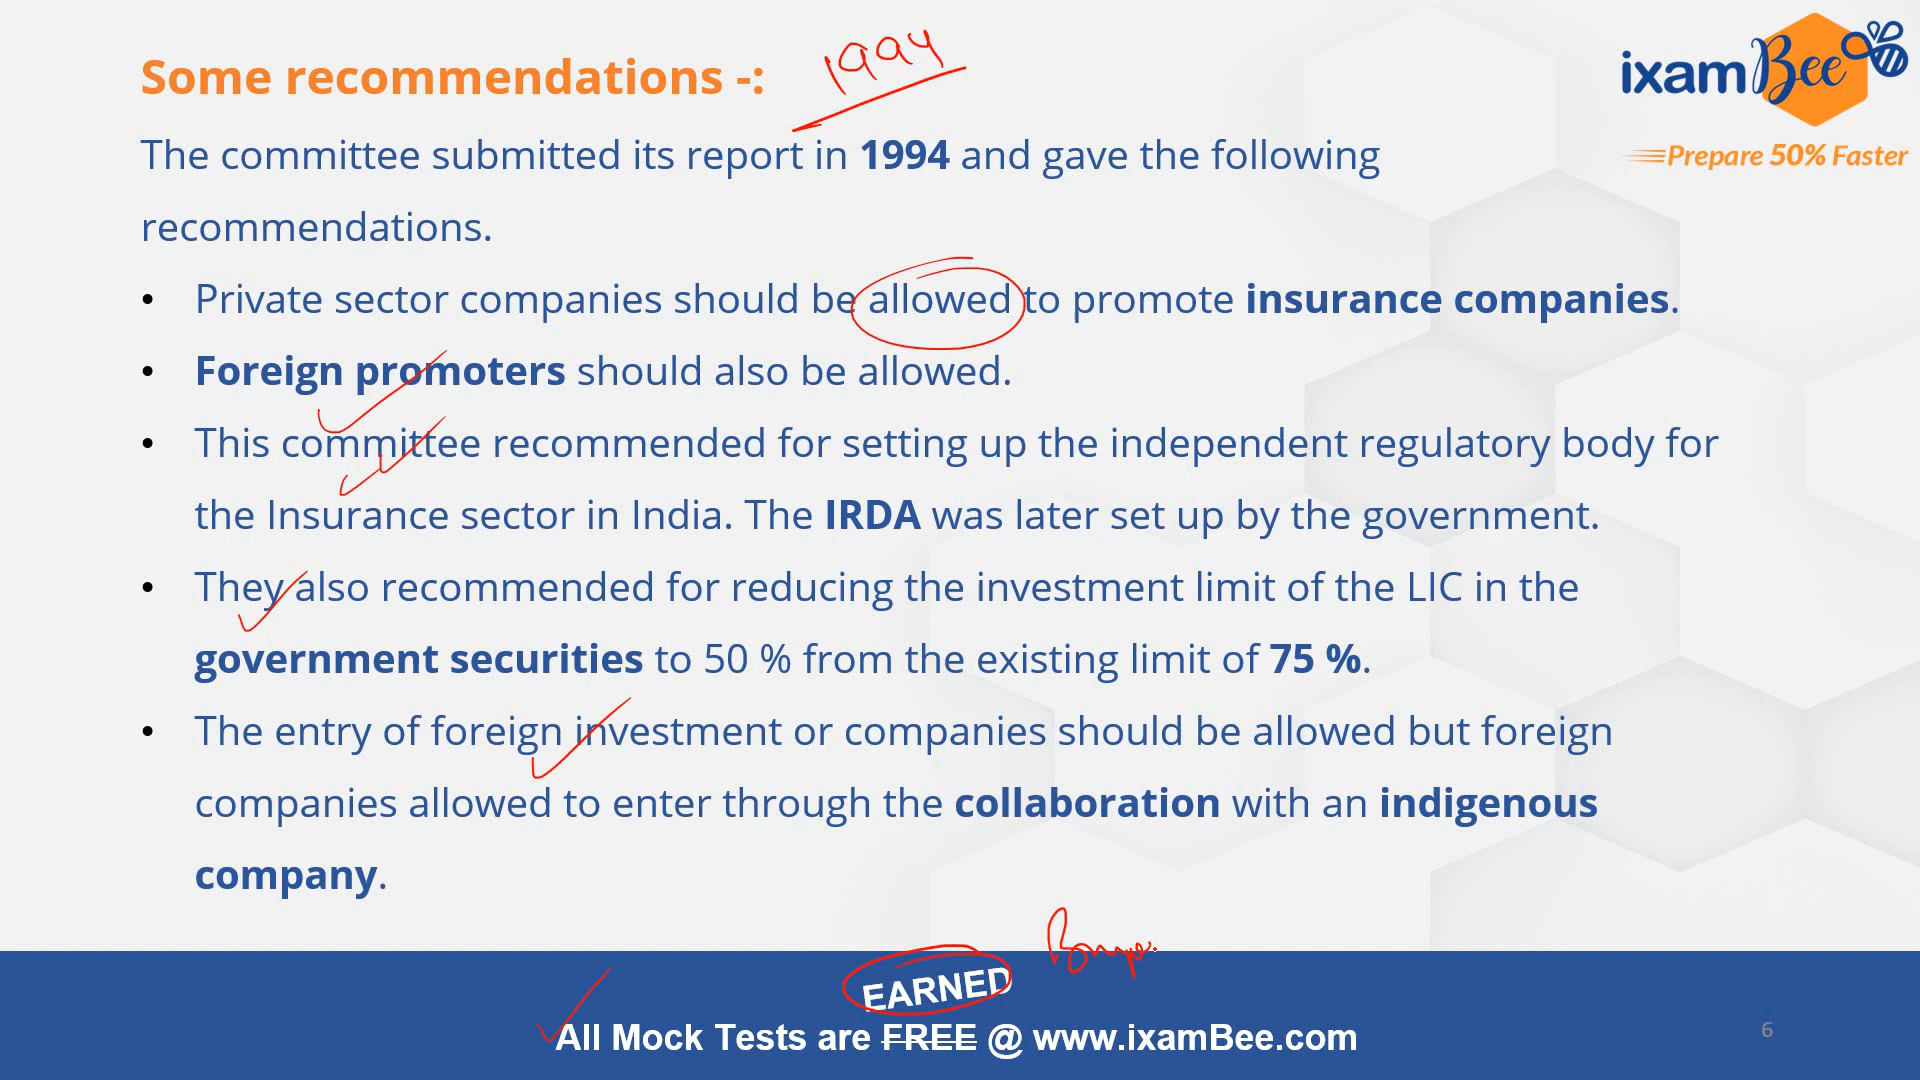 Some recommendations -:
1994
ixamBee
Prepare 50% Faster
The committee submitted its report in 1994 and gave the following
recommendations.
• Private sector companies should be allowed to promote insurance companies.
• Foreign promoters should also be allowed.
• This committee recommended for setting up the independent regulatory body for
the Insurance sector in India. The IRDA was later set up by the government.
• They also recommended for reducing the investment limit of the LIC in the
government securities to 50 % from the existing limit of 75 %.
• The entry of foreign investment or companies should be allowed but foreign
companies allowed to enter through the collaboration with an indigenous
company.
EARNED
All Mock Tests are FREE @ www.ixamBee.com
6